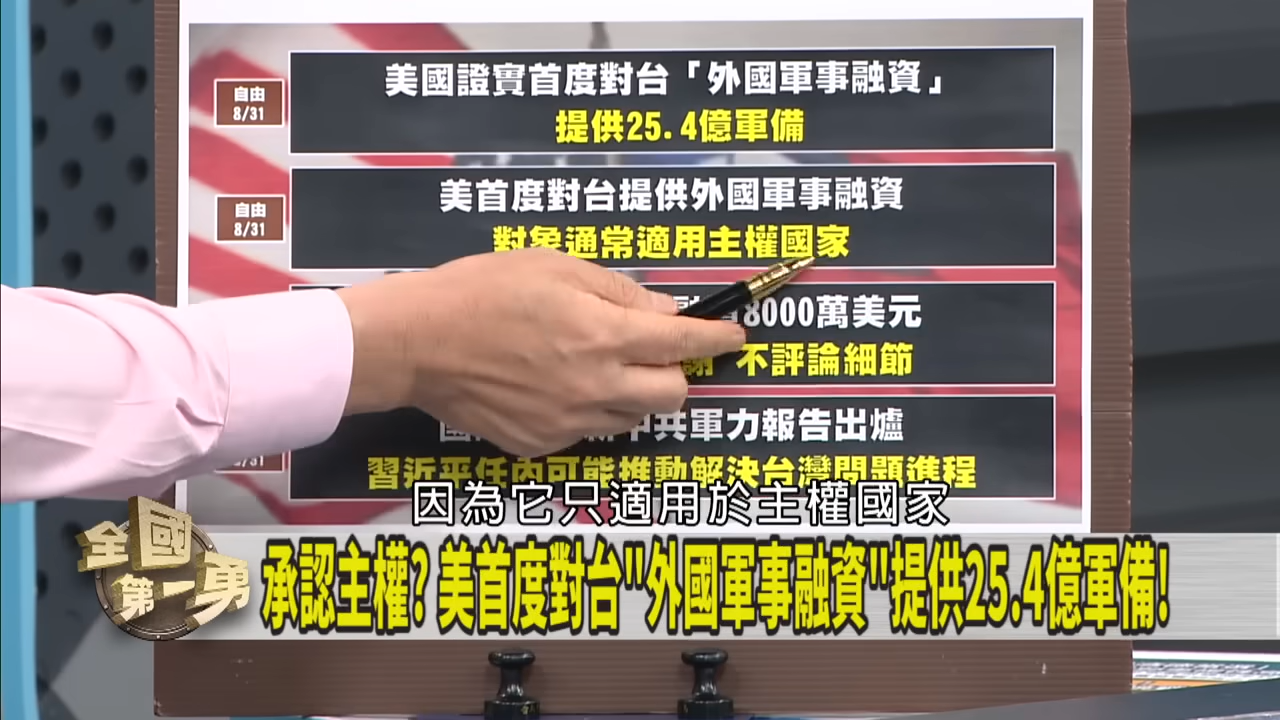 自由
8/31
美國證實首度對台「外國軍事融資」
提供25.4億軍備
自由
8/31
美首度對台提供外國軍事融資
對象通常適用主權國家
8000萬美元
不評論細節
中共軍力報告出爐
習近平任內可能推動解決台灣問題進程
因為它只適用於主權國家
全國第一勇
承認主權? 美首度對台"外國軍事融資"提供25.4億軍備!